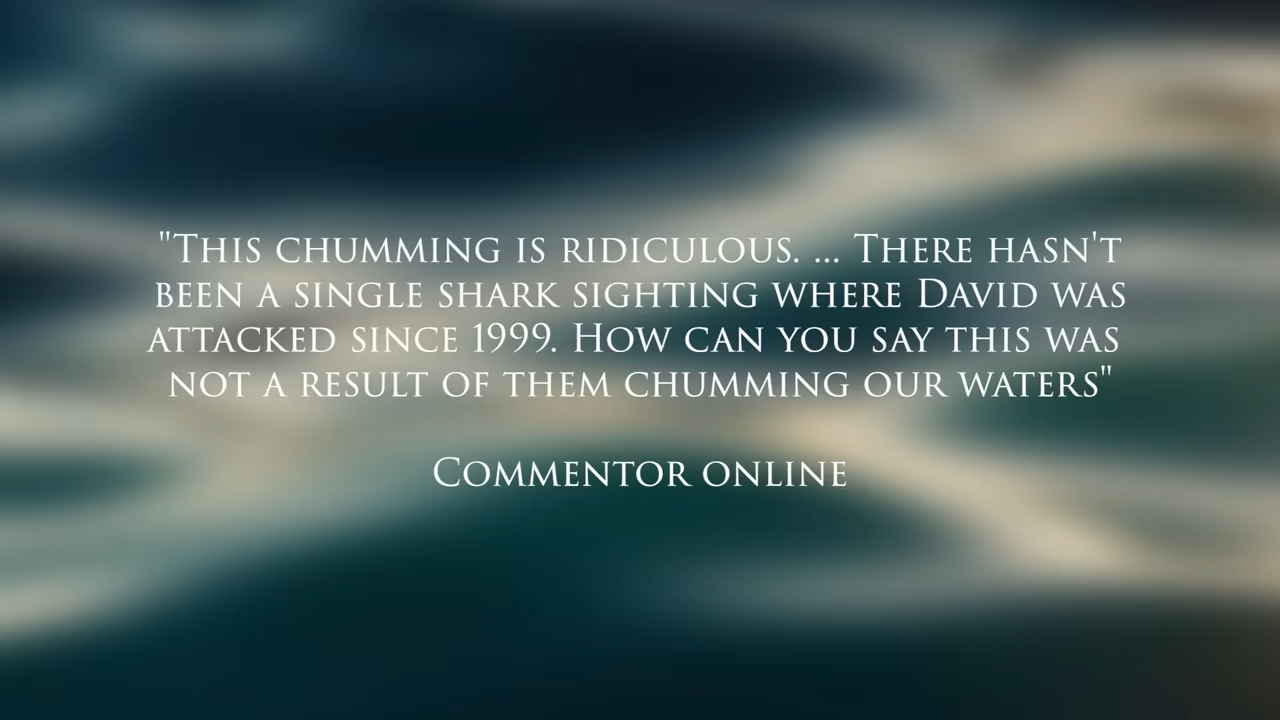 "This chumming is ridiculous. ... There hasn't
been a single shark sighting where David was
attacked since 1999. How can you say this was
not a result of them chumming our waters"
Commentor online